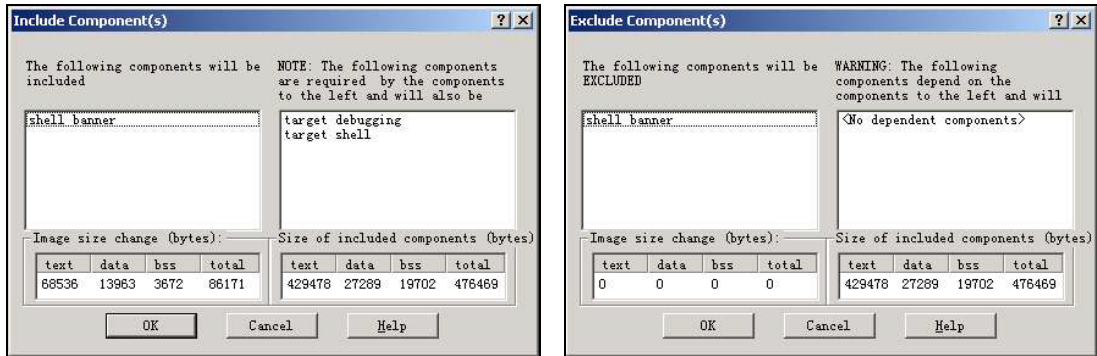 Include Component(s)
The following components will be
included
NOTE: The following components
are required by the components
to the left and will also be
shell banner
target debugging
target shell
Image size change (bytes):
text data bss total
68536 13963 3672 86171
Size of included components (bytes)
text data bss total
429478 27289 19702 476469
OK Cancel Help
Exclude Component(s)
The following components will be
EXCLUDED
WARNING: The following
components depend on the
components to the left and will
shell banner
<No dependent components>
Image size change (bytes):
text data bss total
0 0 0 0
Size of included components (bytes)
text data bss total
429478 27289 19702 476469
OK Cancel Help